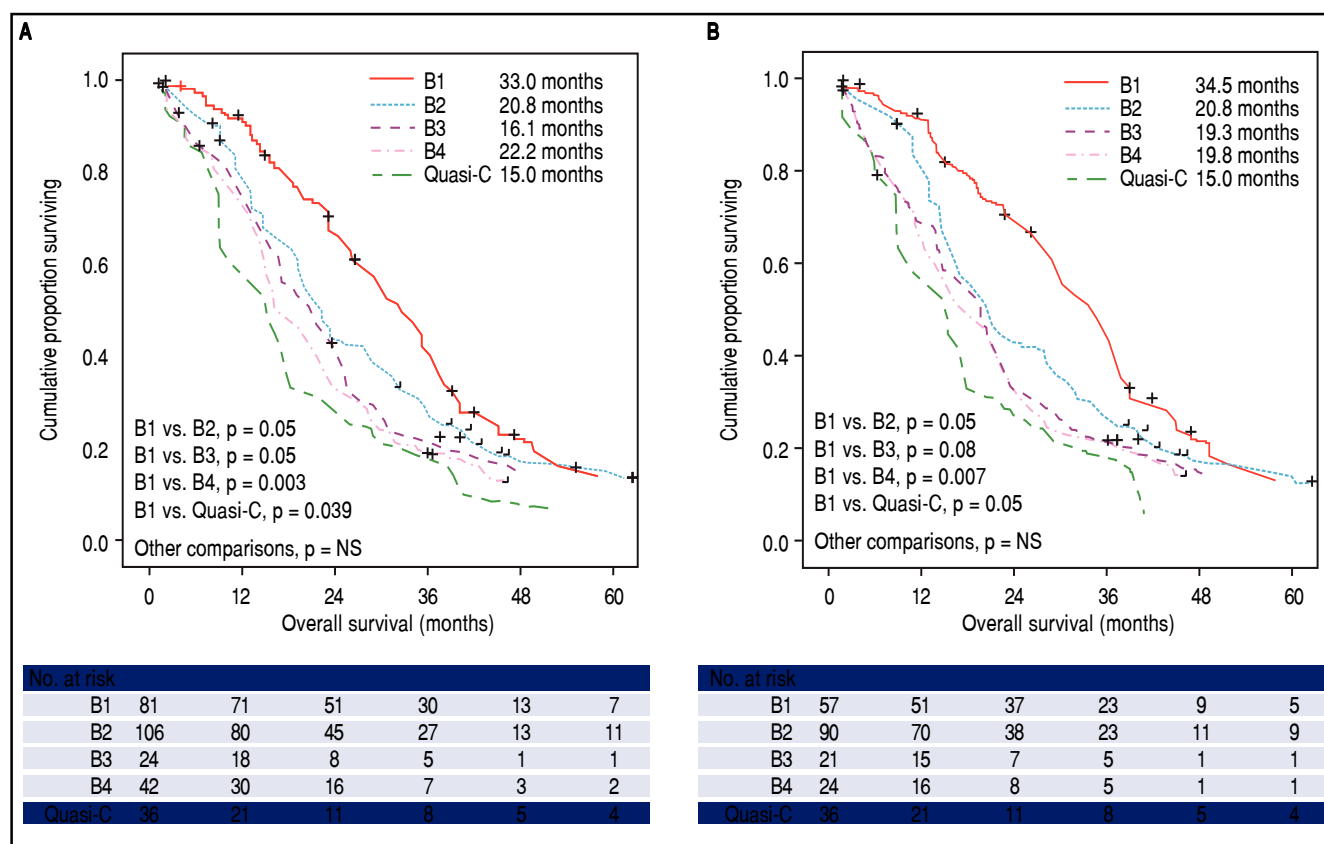 A
B1 33.0 months
B2 20.8 months
B3 16.1 months
B4 22.2 months
Quasi-C 15.0 months
Cumulative proportion surviving
1.0
0.8
0.6
0.4
0.2
0.0
B1 vs. B2, p = 0.05
B1 vs. B3, p = 0.05
B1 vs. B4, p = 0.003
B1 vs. Quasi-C, p = 0.039
Other comparisons, p = NS
0 12 24 36 48 60
Overall survival (months)
No. at risk
B1 81 71 51 30 13 7
B2 106 80 45 27 13 11
B3 24 18 8 5 1 1
B4 42 30 16 7 3 2
Quasi-C 36 21 11 8 5 4
B
B1 34.5 months
B2 20.8 months
B3 19.3 months
B4 19.8 months
Quasi-C 15.0 months
Cumulative proportion surviving
1.0
0.8
0.6
0.4
0.2
0.0
B1 vs. B2, p = 0.05
B1 vs. B3, p = 0.08
B1 vs. B4, p = 0.007
B1 vs. Quasi-C, p = 0.05
Other comparisons, p = NS
0 12 24 36 48 60
Overall survival (months)
No. at risk
B1 57 51 37 23 9 5
B2 90 70 38 23 11 9
B3 21 15 7 5 1 1
B4 24 16 8 5 1 1
Quasi-C 36 21 11 8 5 4